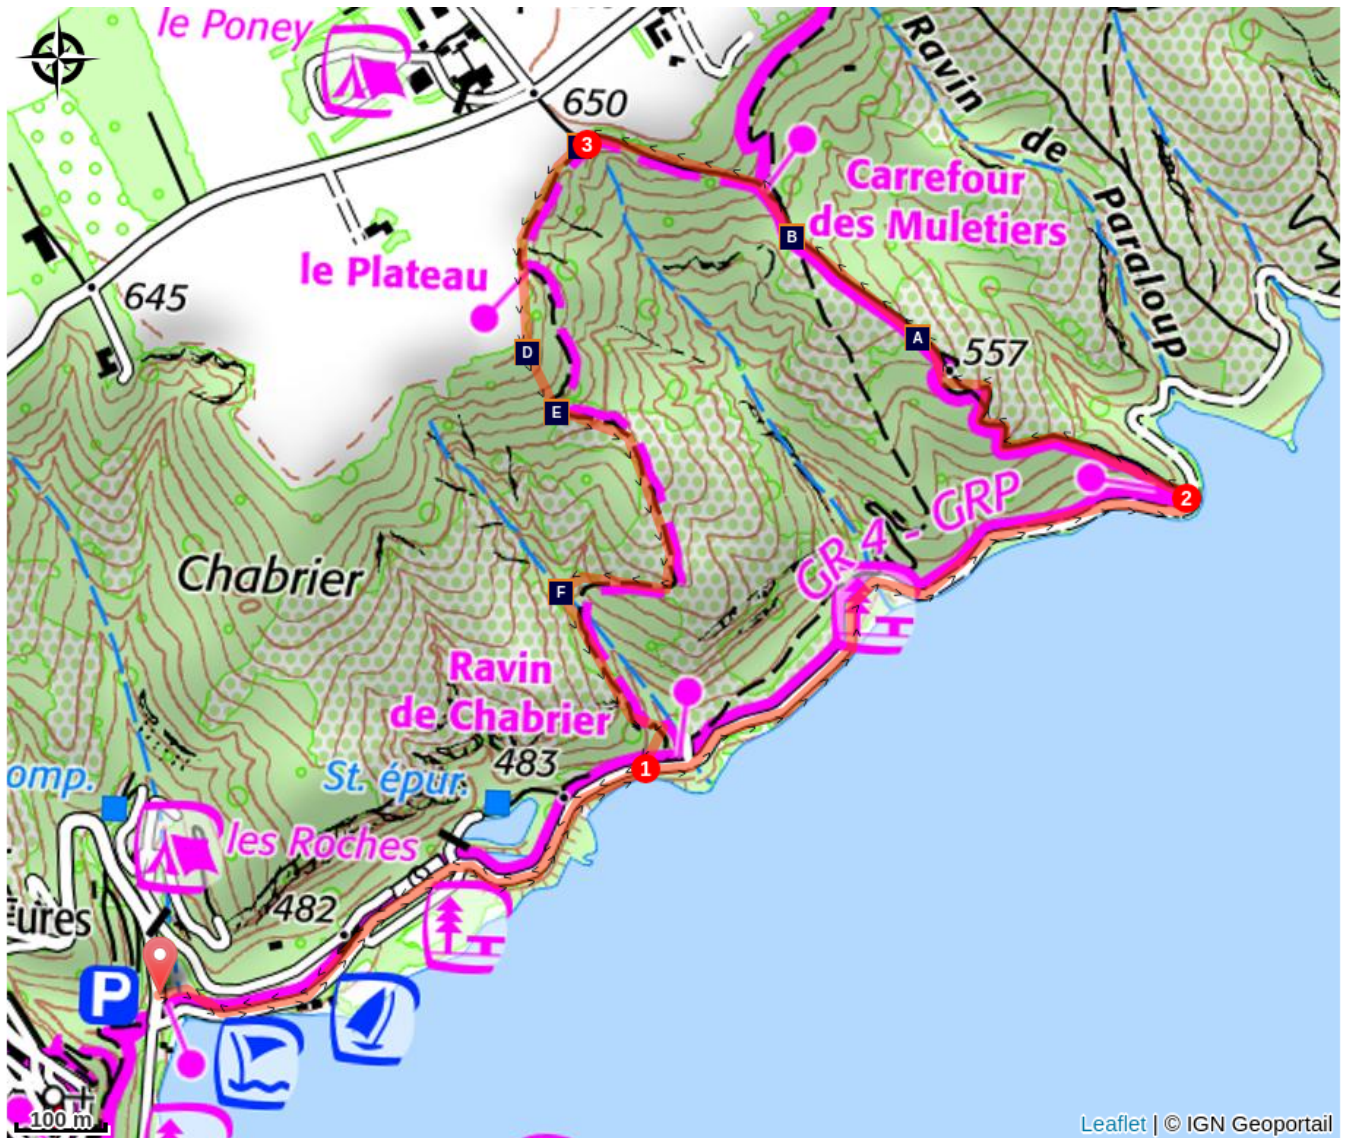 le Poney
650
3
Ravin
de
Paraloup
Carrefour
des Muletiers
B
le Plateau
645
D
A
557
E
2
GR 4 - GRP
Chabrier
F
Ravin
de Chabrier
1
483
omp.
St. épur.
les Roches
482
P
100 m
Leaflet | © IGN Geoportail